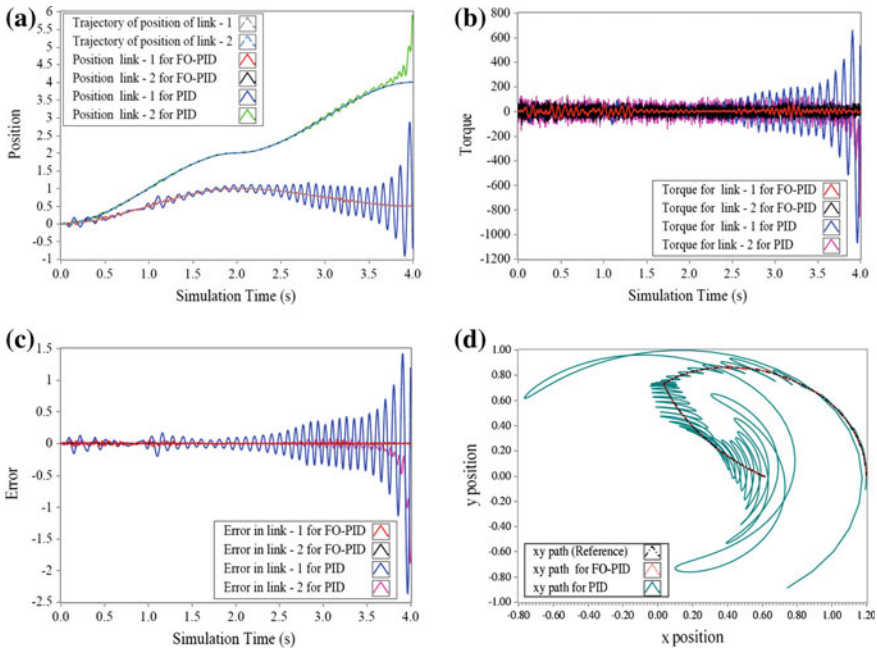 (a)
6
5.5
5
4.5
4
3.5
3
2.5
2
1.5
1
0.5
0
-0.5
-1
Position
Trajectory of position of link - 1
Trajectory of position of link - 2
Position link - 1 for FO-PID
Position link - 2 for FO-PID
Position link - 1 for PID
Position link - 2 for PID
0.0 0.5 1.0 1.5 2.0 2.5 3.0 3.5 4.0
Simulation Time (s)
(b)
800
600
400
200
0
-200
-400
-600
-800
-1000
-1200
Torque
Torque for link - 1 for FO-PID
Torque for link - 2 for FO-PID
Torque for link - 1 for PID
Torque for link - 2 for PID
0.0 0.5 1.0 1.5 2.0 2.5 3.0 3.5 4.0
Simulation Time (s)
(c)
1.5
1
0.5
0
-0.5
-1
-1.5
-2
-2.5
Error
Error in link - 1 for FO-PID
Error in link - 2 for FO-PID
Error in link - 1 for PID
Error in link - 2 for PID
0.0 0.5 1.0 1.5 2.0 2.5 3.0 3.5 4.0
Simulation Time (s)
(d)
1.00
0.80
0.60
0.40
0.20
0.00
-0.20
-0.40
-0.60
-0.80
-1.00
y position
xy path (Reference)
xy path for FO-PID
xy path for PID
-0.80 -0.60 -0.40 -0.20 0.00 0.20 0.40 0.60 0.80 1.00 1.20
x position